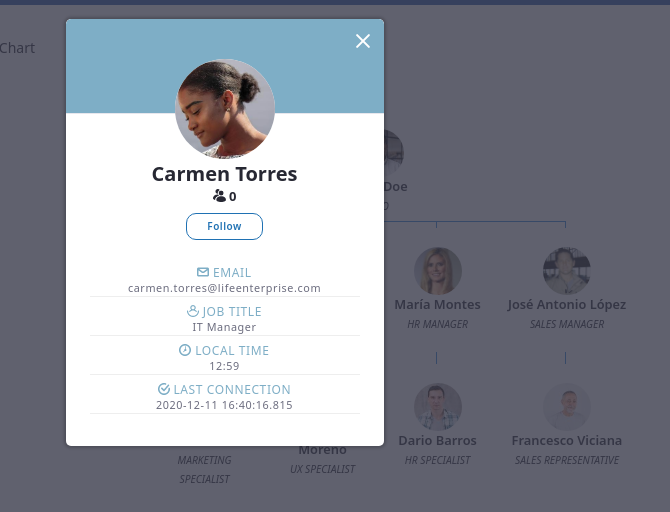 Chart
Carmen Torres
0
Follow
EMAIL
carmen.torres@lifeenterprise.com
JOB TITLE
IT Manager
LOCAL TIME
12:59
LAST CONNECTION
2020-12-11 16:40:16.815
Doe
María Montes
HR MANAGER
José Antonio López
SALES MANAGER
MARKETING
SPECIALIST
Moreno
UX SPECIALIST
Dario Barros
HR SPECIALIST
Francesco Viciana
SALES REPRESENTATIVE